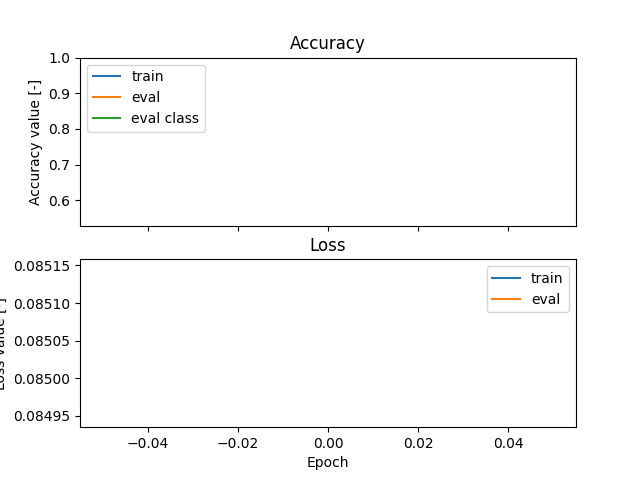 Accuracy
1.0
0.9
0.8
0.7
0.6
Accuracy value [-]
train
eval
eval class
Loss
0.08515
0.08510
0.08505
0.08500
0.08495
Loss value [-]
train
eval
−0.04
−0.02
0.00
0.02
0.04
Epoch